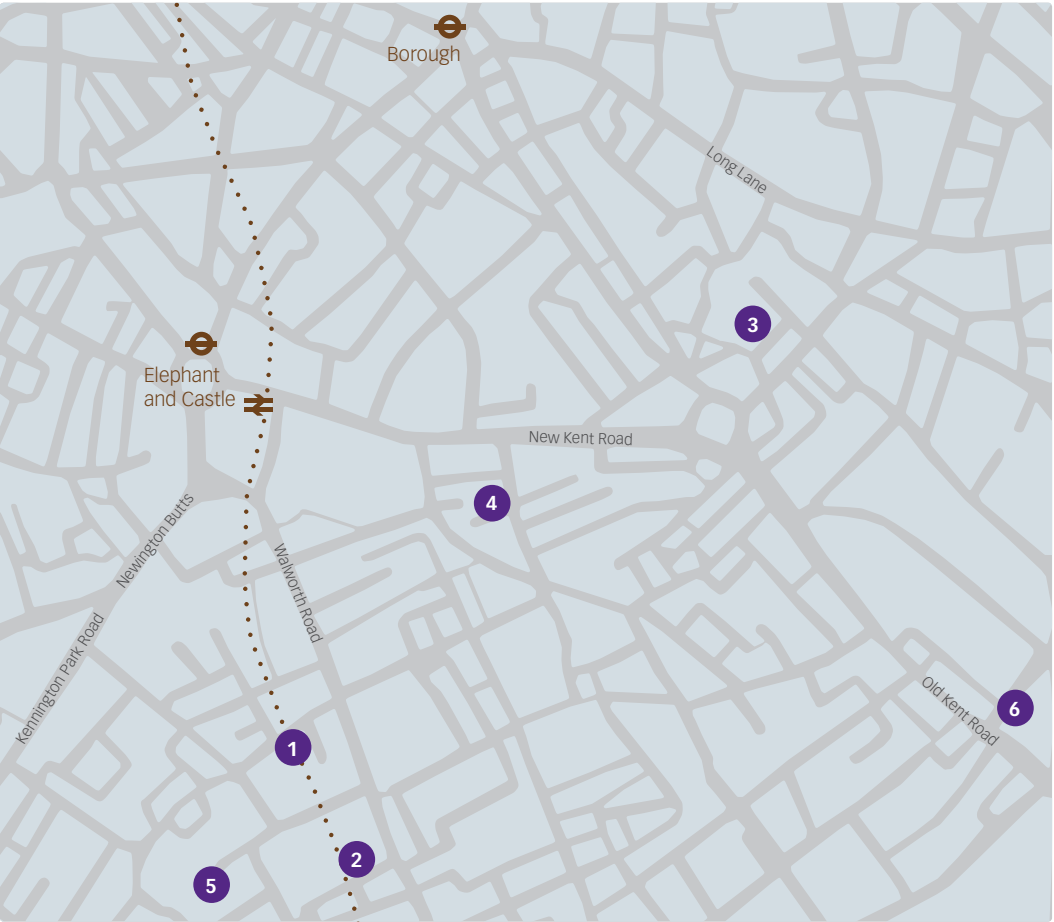 Borough
Long Lane
3
Elephant
and Castle
New Kent Road
4
Newington Butts
Walworth Road
Kennington Park Road
Old Kent Road
6
1
2
5